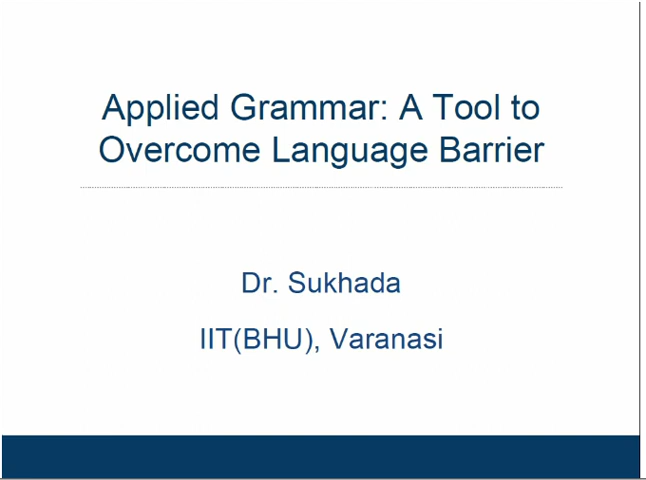 Applied Grammar: A Tool to
Overcome Language Barrier
Dr. Sukhada
IIT(BHU), Varanasi